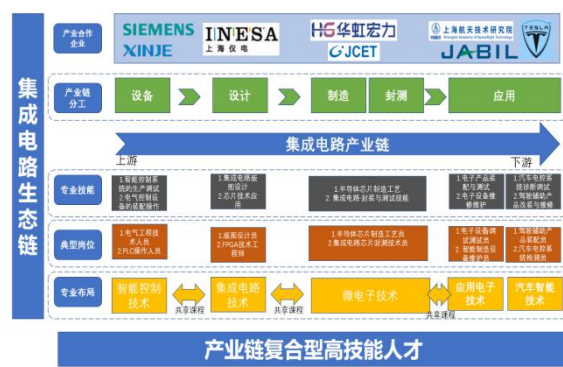 集成电路生态链
产业合作
企业
SIEMENS
XINJE
INESA
上海仪电
HG 华虹宏力
JCET
上海航天技术研究院
Shanghai Academy of Spaceflight Technology
JABIL
TESLA
产业链
分工
设备
设计
制造
封测
应用
集成电路产业链
上游
下游
专业技能
1.智能控制系
统的生产调试
2.电气控制设
备的装配操作
1.集成电路版
图设计
2.芯片技术应
用
1.半导体芯片制造工艺
2.集成电路·封装与测试技能
1.电子产品装
配与测试
2.电子设备维
修维护
1.汽车电控系
统诊断调试
2.驾驶辅助产
品改装与维修
典型岗位
1.电气工程技
术人员
2.PLC操作人员
1.版图设计员
2.FPGA技术工
程师
1.半导体芯片制造工艺员
2.集成电路芯片封测技术员
1.电子设备调
试测试员
2.智能制造设
备维护员
1.驾驶辅助产
品装配员
2.汽车电控系
统检测员
专业布局
智能控制
技术
共享课程
集成电路
技术
共享课程
微电子技术
共享课程
应用电子
技术
汽车智能
技术
产业链复合型高技能人才